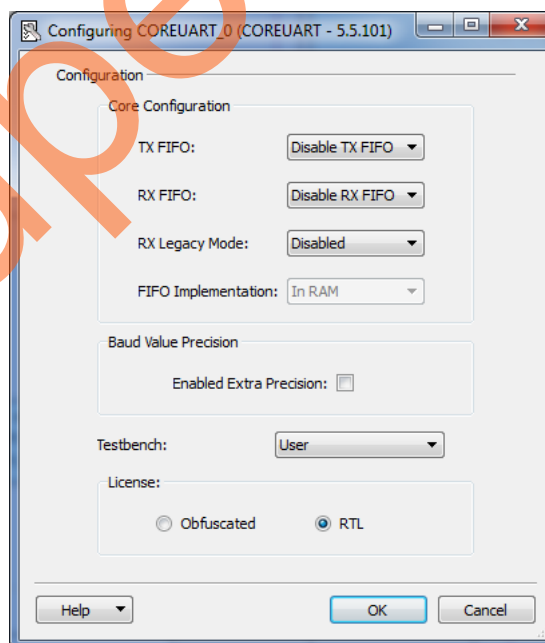 Configuring COREUART_0 (COREUART - 5.5.101)
Configuration
Core Configuration
TX FIFO: Disable TX FIFO
RX FIFO: Disable RX FIFO
RX Legacy Mode: Disabled
FIFO Implementation: In RAM
Baud Value Precision
Enabled Extra Precision:
Testbench: User
License:
Obfuscated RTL
Help OK Cancel